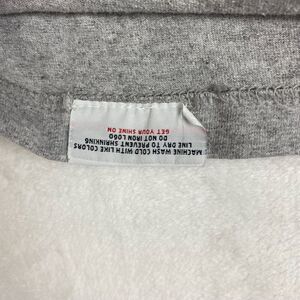 MACHINE WASH COLD WITH LIKE COLORS
LINE DRY TO PREVENT SHRINKING
DO NOT IRON LOGO
GET YOUR SHINE ON